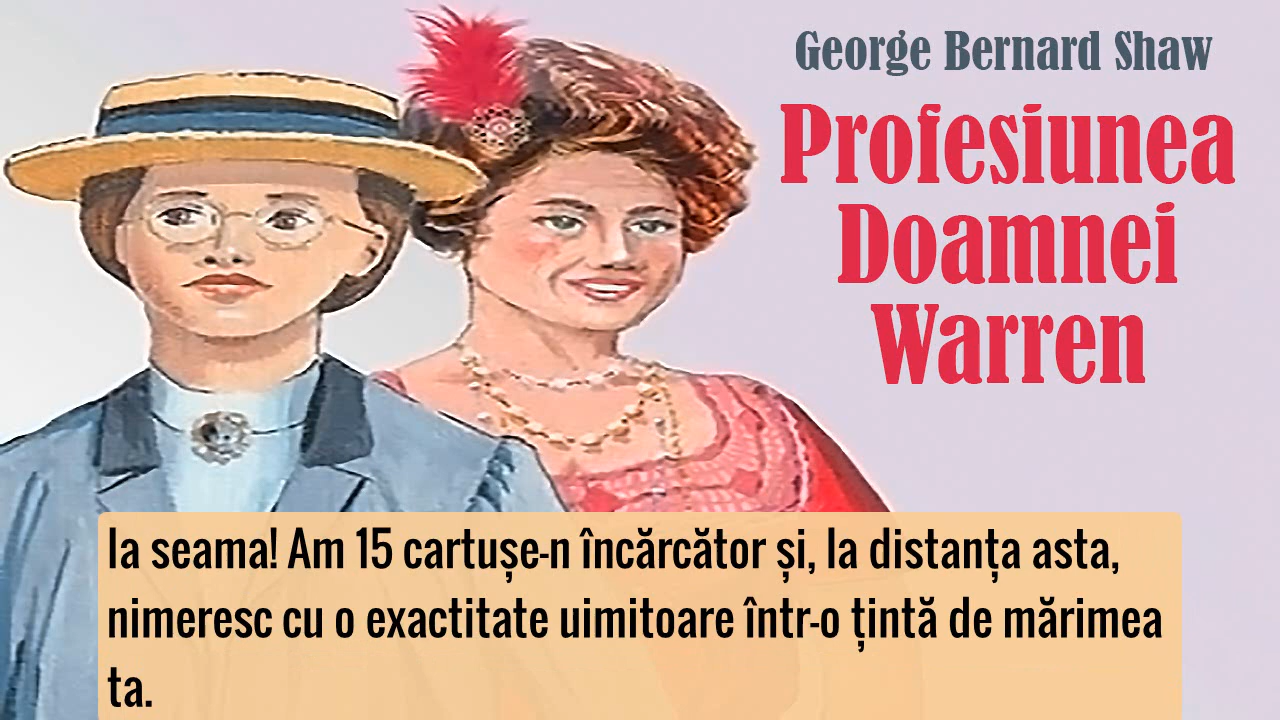 George Bernard Shaw
Profesiunea
Doamnei
Warren
Ia seama! Am 15 cartușe-n încărcător și, la distanța asta,
nimeresc cu o exactitate uimitoare într-o țintă de mărimea
ta.